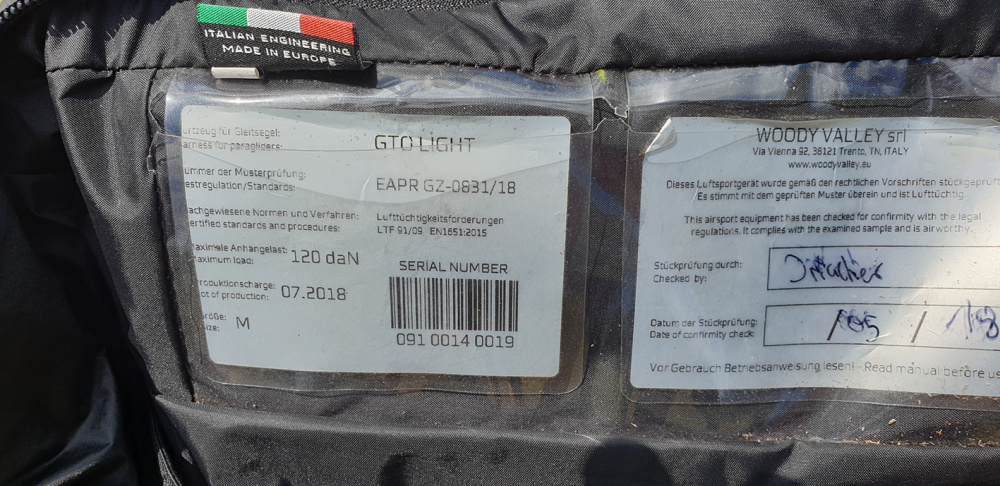 ITALIAN ENGINEERING
MADE IN EUROPE
urtzeug für Gleitsegel:
arness for paragliders:
GTO LIGHT
ummer der Musterprüfung:
estregulation/Standards:
EAPR GZ-0831/18
achgewiesene Normen und Verfahren:
ertified standards and procedures:
Lufttüchtigkeitsforderungen
LTF 91/09 EN1651:2015
aximale Anhängelast:
aximum load:
120 daN
roduktionscharge:
ot of production:
07.2018
röße:
ize:
M
SERIAL NUMBER
091 0014 0019
WOODY VALLEY srl
Via Vienna 92, 38121 Trento, TN, ITALY
www.woody-valley.eu
Dieses Luftsportgerät wurde gemäß den rechtlichen Vorschriften stückgeprüft
Es stimmt mit dem geprüften Muster überein und ist Lufttüchtig.
This airsport equipment has been checked for confirmity with the legal
regulations. It complies with the examined sample and is airworthy.
Stückprüfung durch:
Checked by:
Datum der Stückprüfung:
Date of confirmity check:
/ 05 / 18
Vor Gebrauch Betriebsanweisung lesen! - Read manual before us